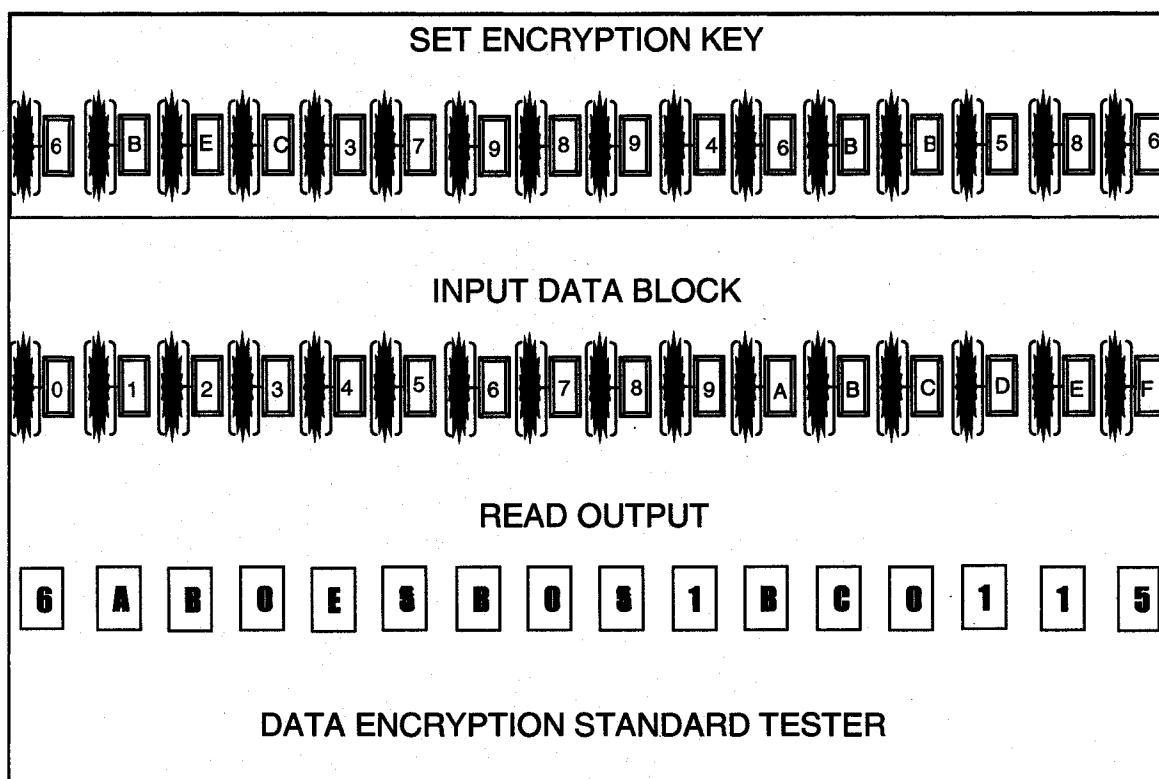 SET ENCRYPTION KEY
6 B E C 3 7 9 8 9 4 6 B B 5 8 6
INPUT DATA BLOCK
0 1 2 3 4 5 6 7 8 9 A B C D E F
READ OUTPUT
6 A B 0 E S B 0 S 1 B C 0 1 1 5
DATA ENCRYPTION STANDARD TESTER